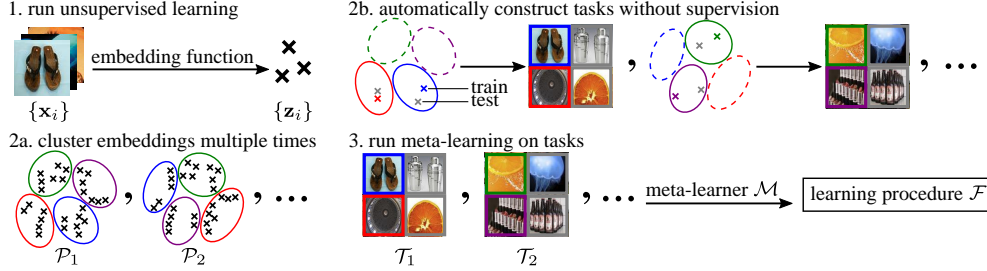 1. run unsupervised learning
embedding function
{x_i}
{z_i}
2a. cluster embeddings multiple times
, , ...
P_1
P_2
2b. automatically construct tasks without supervision
train
test
, , ...
3. run meta-learning on tasks
, , ...
T_1
T_2
meta-learner M
learning procedure F